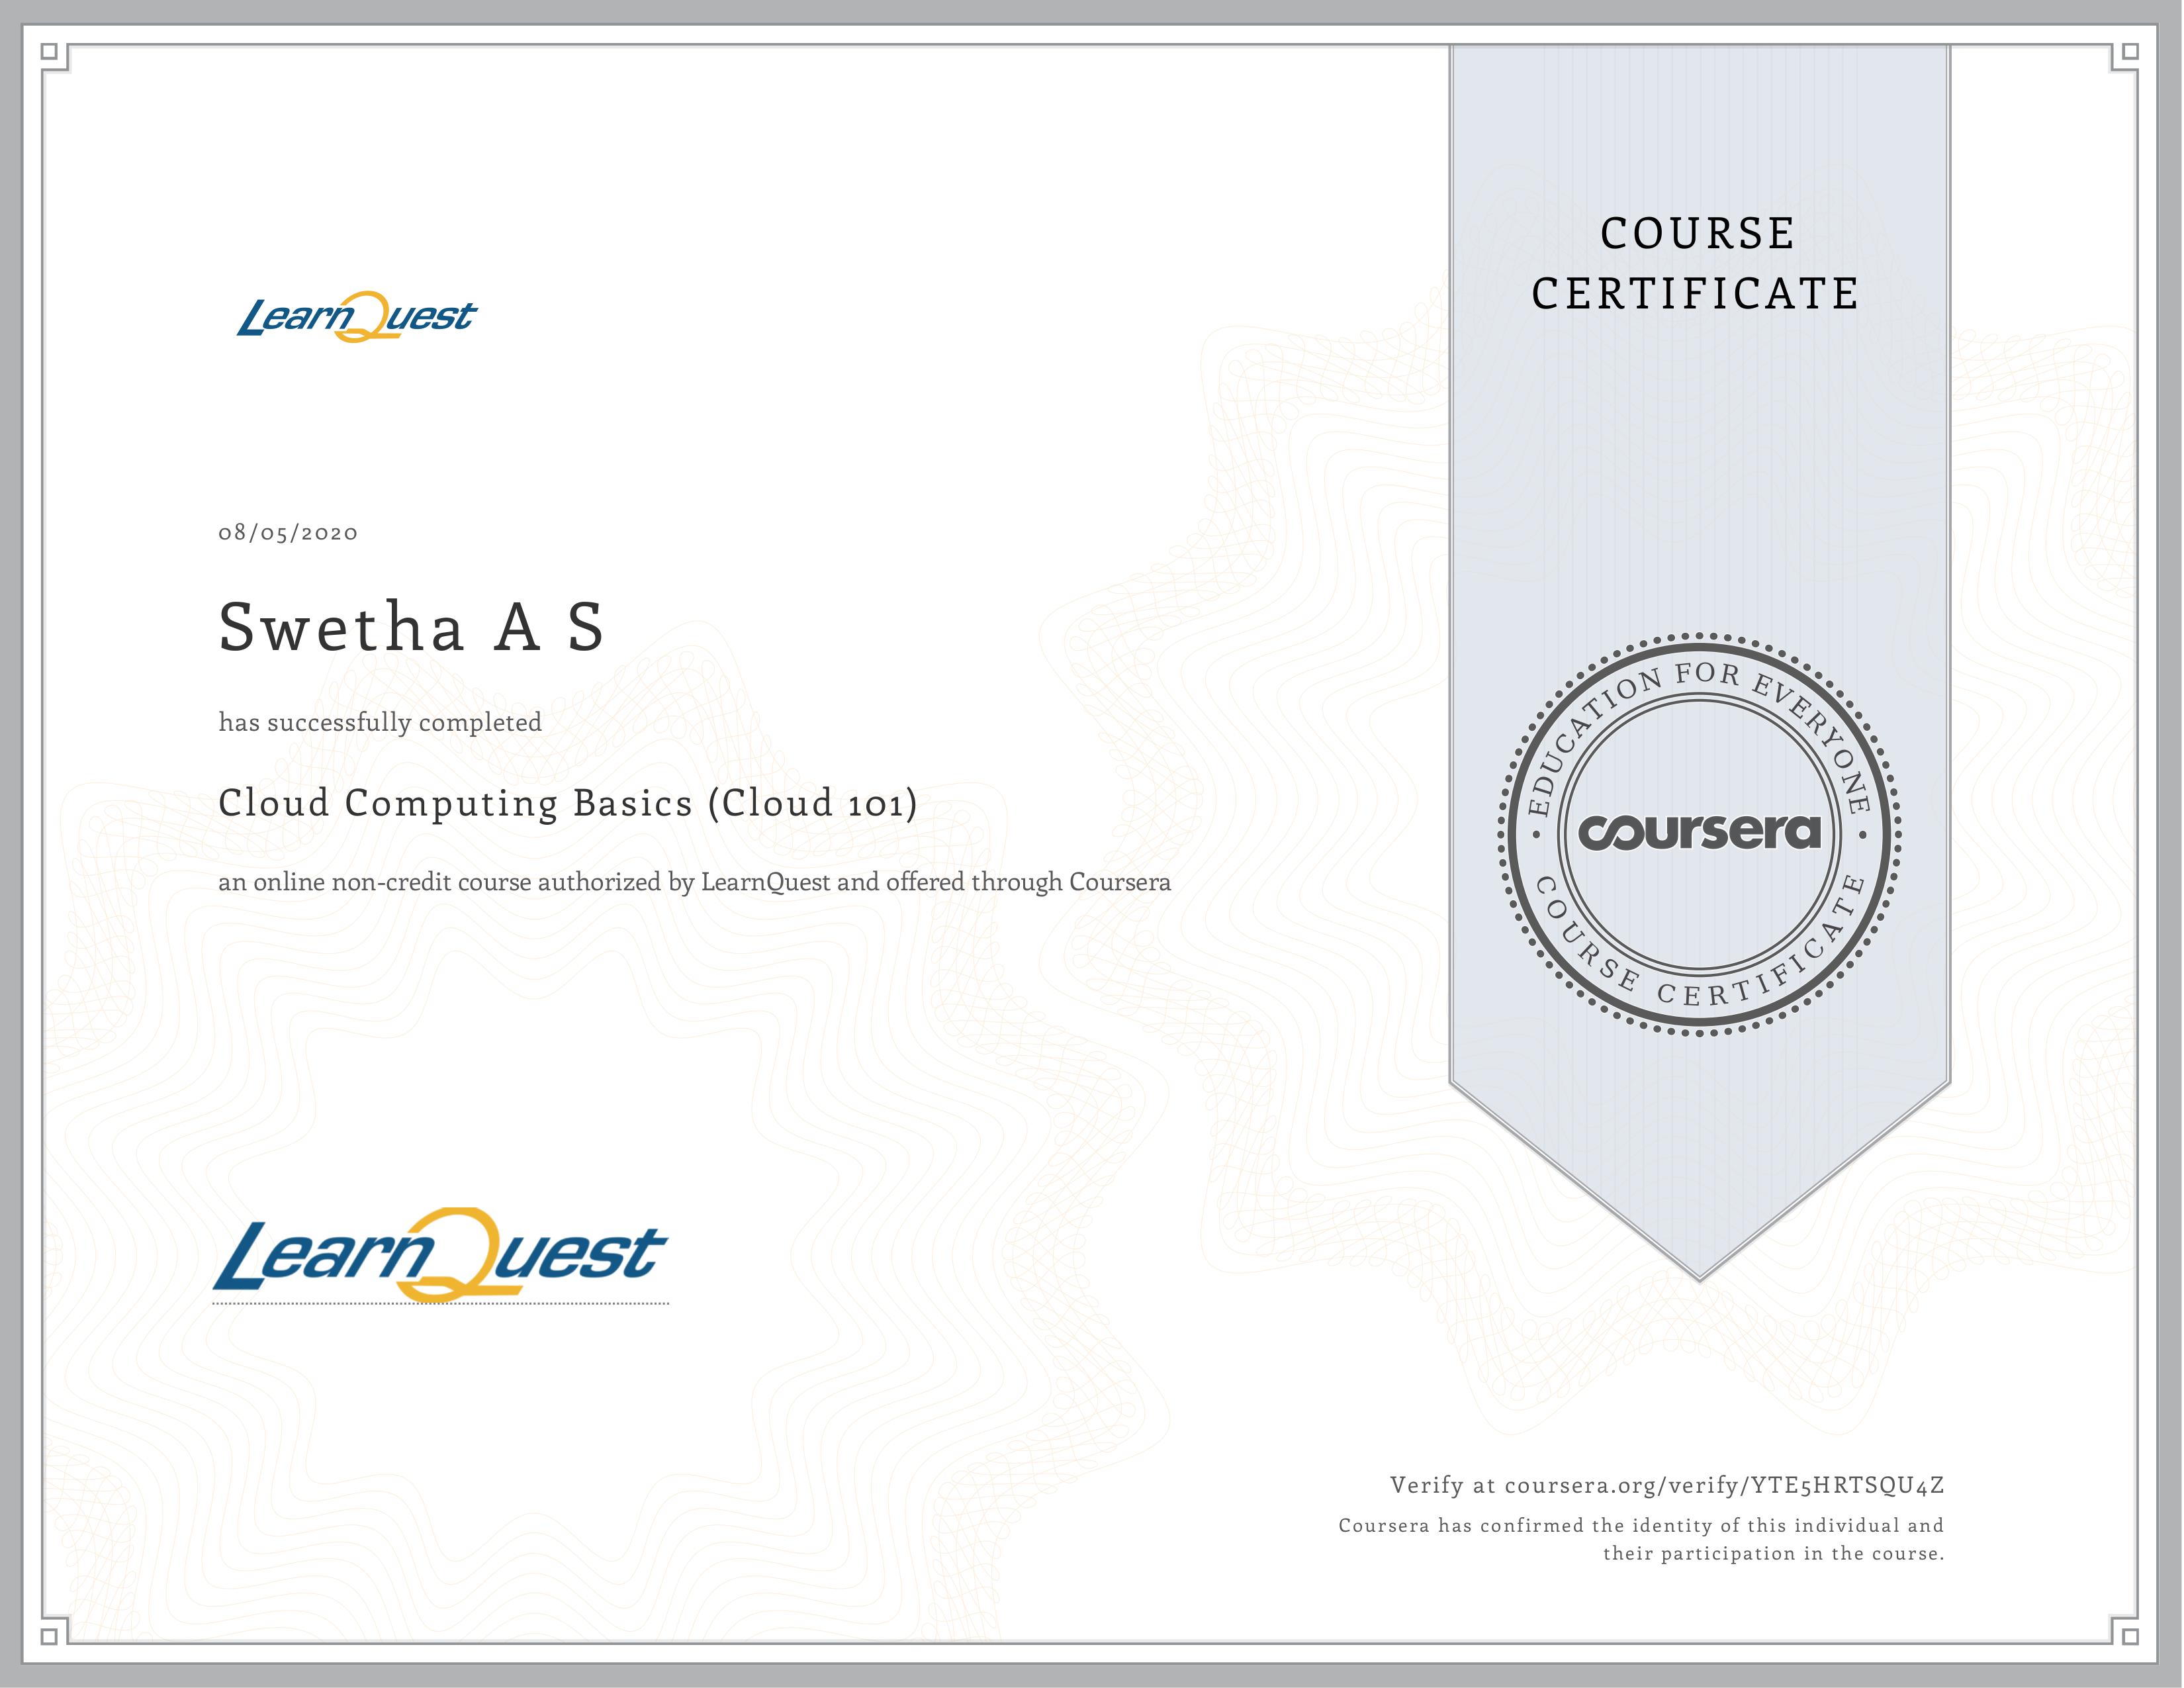 LearnQuest
08/05/2020
Swetha A S
has successfully completed
Cloud Computing Basics (Cloud 101)
an online non-credit course authorized by LearnQuest and offered through Coursera
LearnQuest
COURSE
CERTIFICATE
EDUCATION FOR EVERYONE
coursera
COURSE CERTIFICATE
Verify at coursera.org/verify/YTE5HRTSQU4Z
Coursera has confirmed the identity of this individual and
their participation in the course.